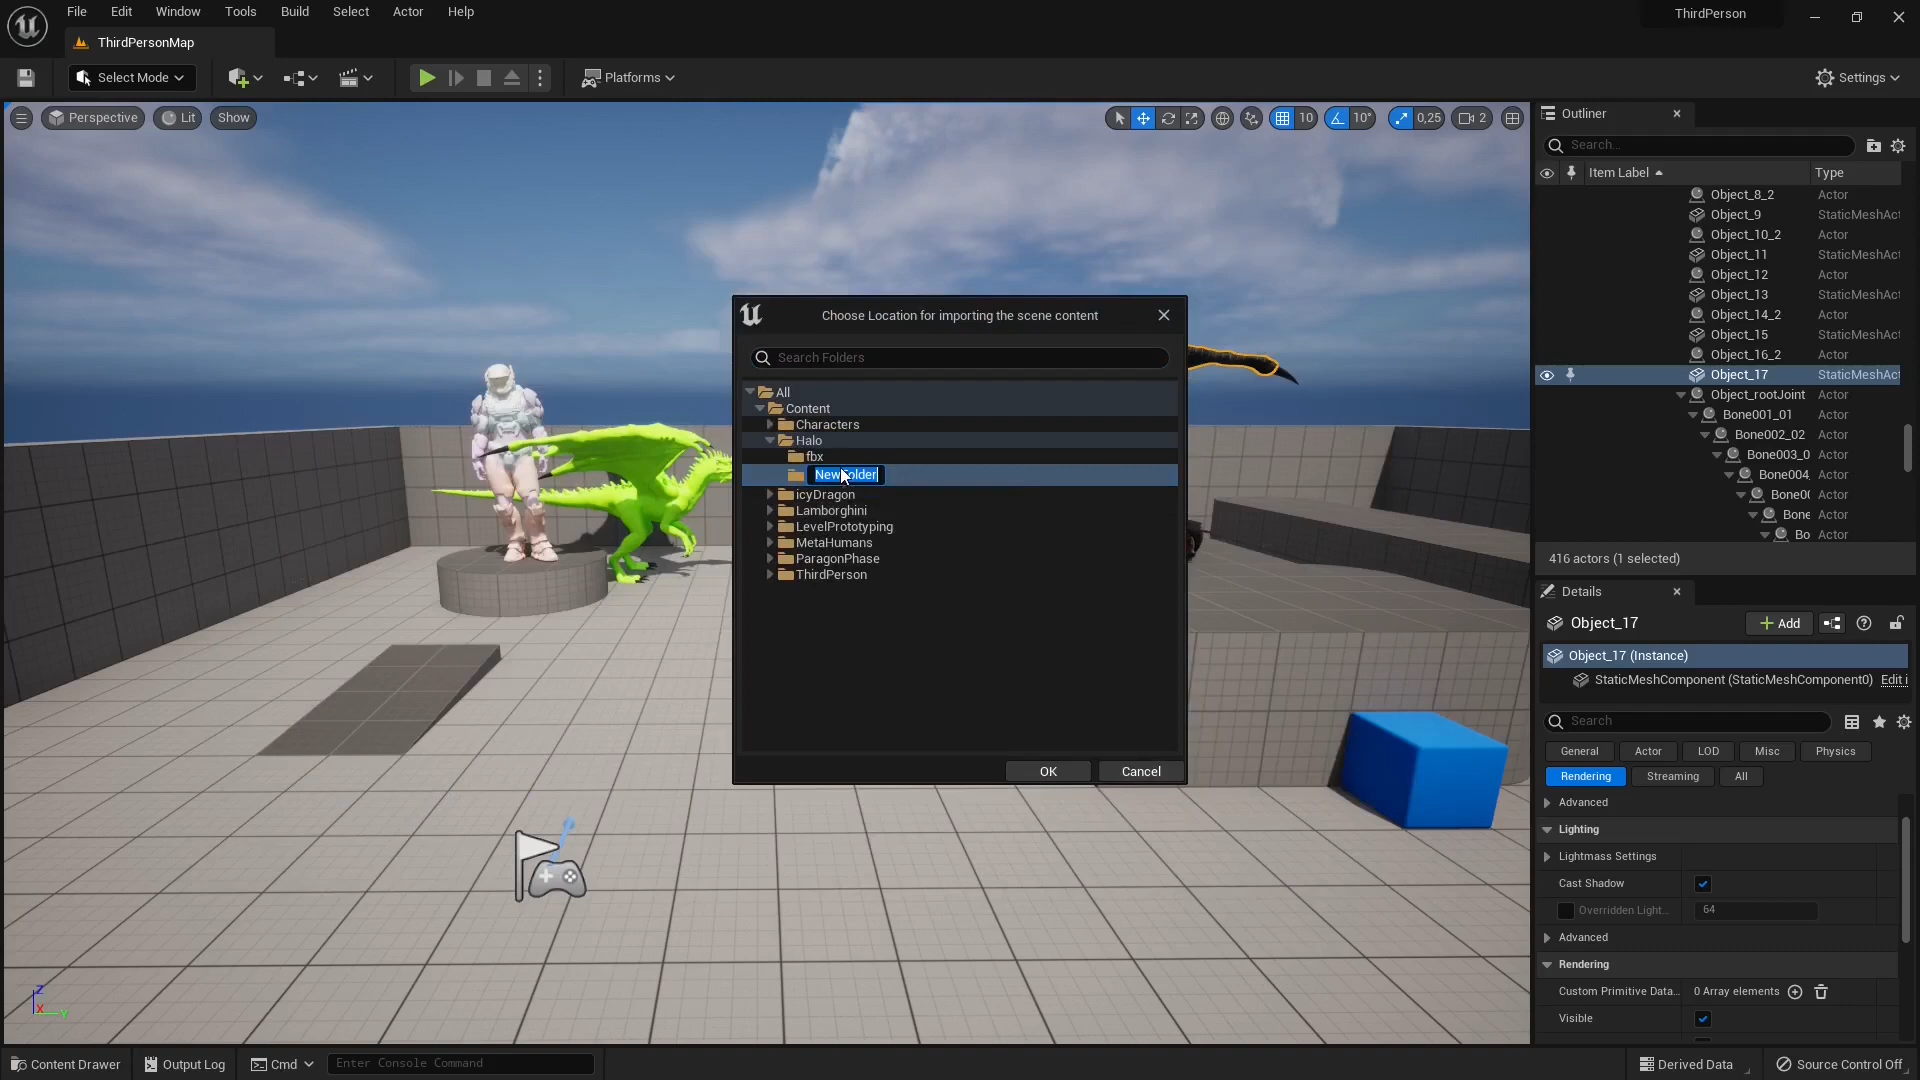 File Edit Window Tools Build Select Actor Help
ThirdPerson
ThirdPersonMap
Select Mode
Platforms
Settings
Perspective
Lit
Show
10
10°
0,25
2
Outliner
Search...
Item Label
Type
Object_8_2 Actor
Object_9 StaticMeshAct
Object_10_2 Actor
Object_11 StaticMeshAct
Object_12 Actor
Object_13 StaticMeshAct
Object_14_2 Actor
Object_15 StaticMeshAct
Object_16_2 Actor
Object_17 StaticMeshAct
Object_rootJoint Actor
Bone001_01 Actor
Bone002_02 Actor
Bone003_0 Actor
Bone004_ Actor
Bone00 Actor
Bone Actor
Bo Actor
416 actors (1 selected)
Choose Location for importing the scene content
Search Folders
All
Content
Characters
Halo
fbx
NewFolder
icyDragon
Lamborghini
LevelPrototyping
MetaHumans
ParagonPhase
ThirdPerson
OK
Cancel
Details
Object_17
Add
Object_17 (Instance)
StaticMeshComponent (StaticMeshComponent0) Edit i
Search
General Actor LOD Misc Physics
Rendering Streaming All
Advanced
Lighting
Lightmass Settings
Cast Shadow
Overridden Light... 64
Advanced
Rendering
Custom Primitive Data... 0 Array elements
Visible
Z
X
Y
Content Drawer
Output Log
Cmd
Enter Console Command
Derived Data
Source Control Off